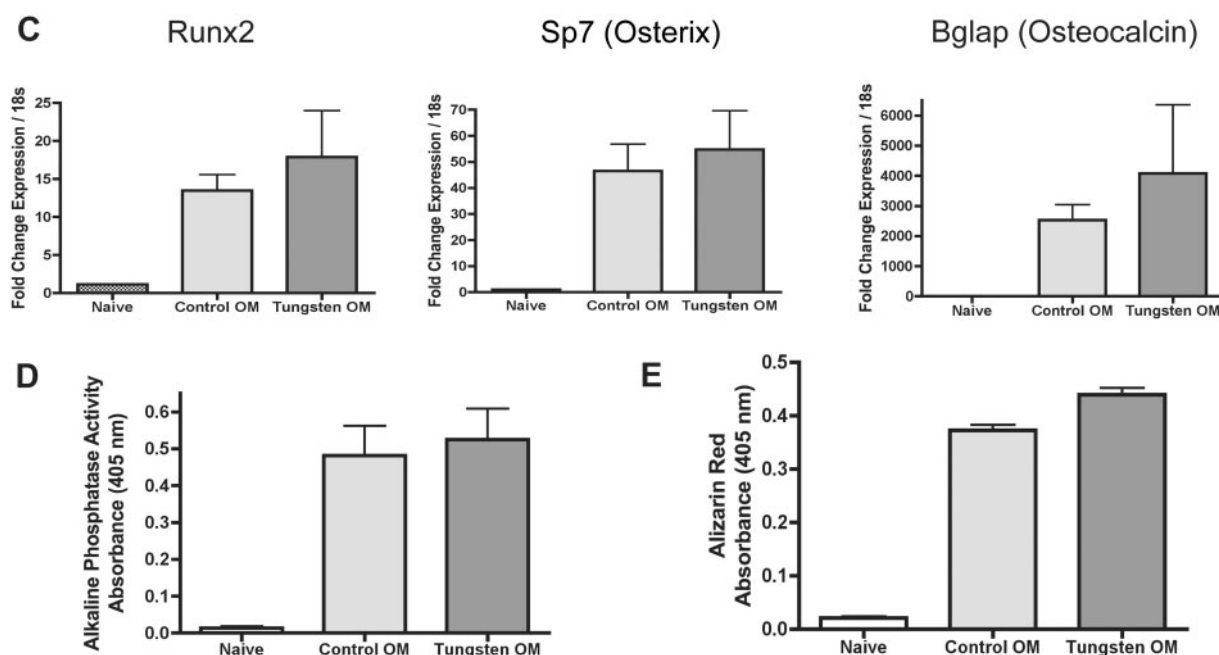 C
Runx2
Sp7 (Osterix)
Bglap (Osteocalcin)
Fold Change Expression / 18s
25
20
15
10
5
0
Naive Control OM Tungsten OM
Fold Change Expression / 18s
70
60
50
40
30
20
10
0
Naive Control OM Tungsten OM
Fold Change Expression / 18s
6000
5000
4000
3000
2000
1000
0
Naive Control OM Tungsten OM
D
Alkaline Phosphatase Activity
Absorbance (405 nm)
0.6
0.5
0.4
0.3
0.2
0.1
0.0
Naive Control OM Tungsten OM
E
Alizarin Red
Absorbance (405 nm)
0.5
0.4
0.3
0.2
0.1
0.0
Naive Control OM Tungsten OM